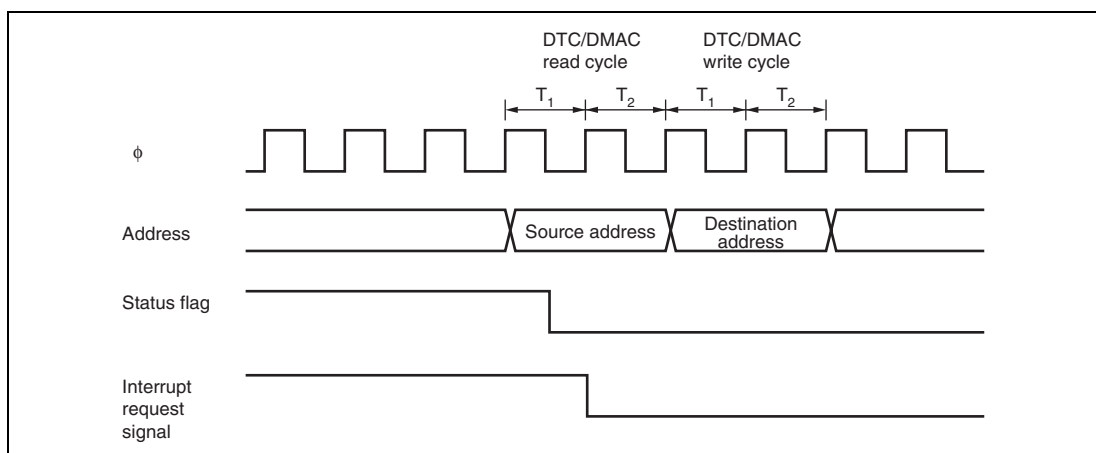 DTC/DMAC DTC/DMAC
read cycle write cycle
T1 T2 T1 T2
ϕ
Address Source address Destination
address
Status flag
Interrupt
request
signal